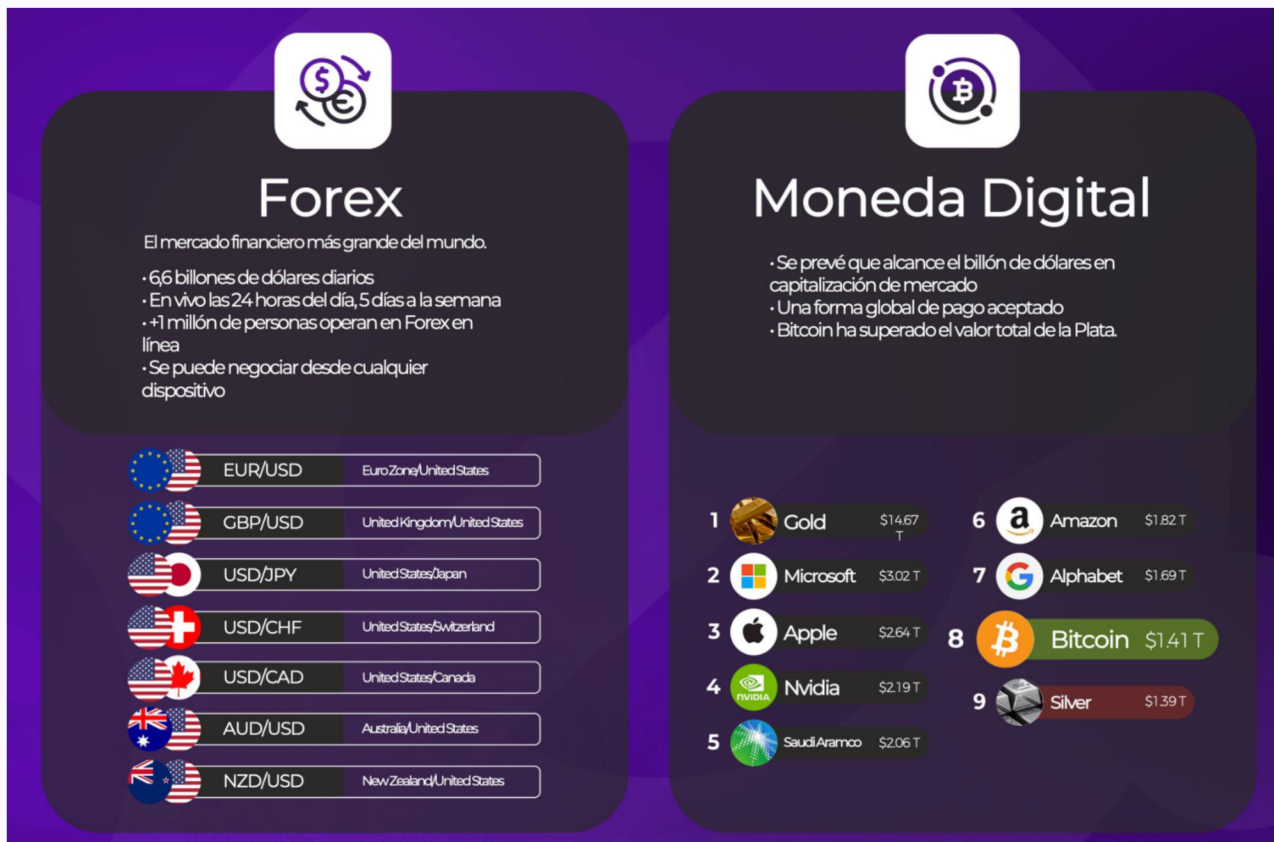 Forex
El mercado financiero más grande del mundo.
• 6,6 billones de dólares diarios
• En vivo las 24 horas del día, 5 días a la semana
• +1 millón de personas operan en Forex en
línea
• Se puede negociar desde cualquier
dispositivo
EUR/USD Euro Zone/United States
GBP/USD United Kingdom/United States
USD/JPY United States/Japan
USD/CHF United States/Switzerland
USD/CAD United States/Canada
AUD/USD Australia/United States
NZD/USD New Zealand/United States
Moneda Digital
• Se prevé que alcance el billón de dólares en
capitalización de mercado
• Una forma global de pago aceptado
• Bitcoin ha superado el valor total de la Plata.
1 Gold $14.67
T
2 Microsoft $3.02 T
3 Apple $2.64 T
4 NVIDIA Nvidia $2.19 T
5 Saudi Aramco $2.06 T
6 a Amazon $1.82 T
7 G Alphabet $1.69 T
8 Bitcoin $1.41 T
9 Silver $1.39 T